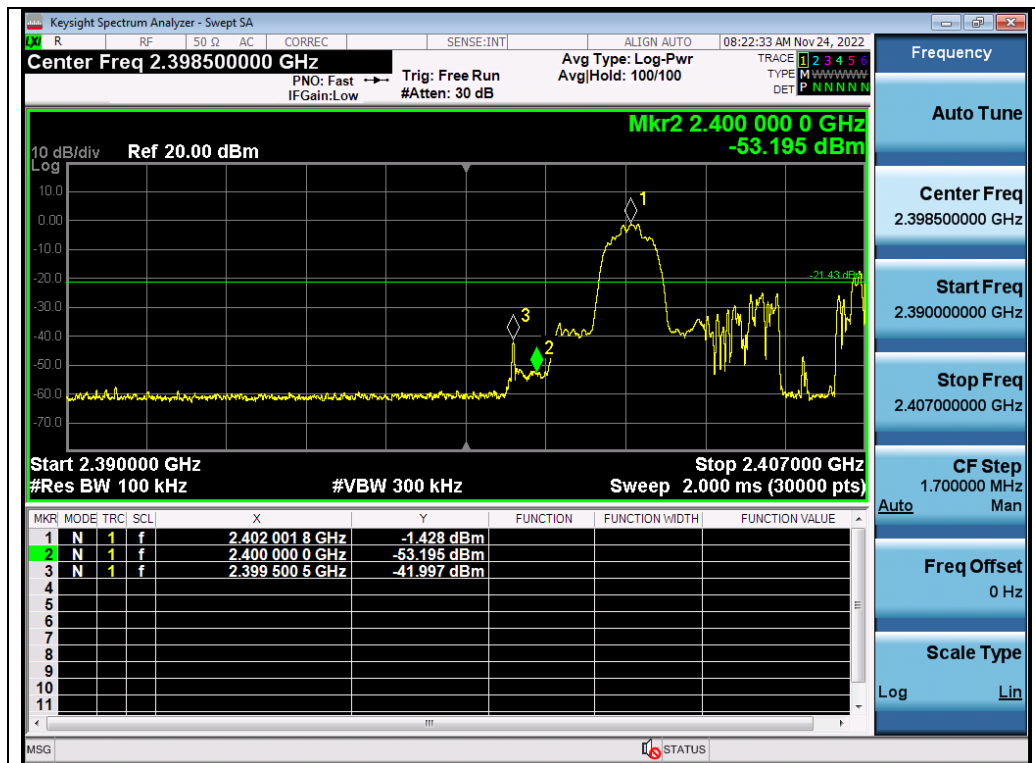 Keysight Spectrum Analyzer - Swept SA
LXI R RF 50 Ω AC CORREC SENSE:INT ALIGN AUTO 08:22:33 AM Nov 24, 2022
Center Freq 2.398500000 GHz
PNO: Fast
IFGain:Low
Trig: Free Run
#Atten: 30 dB
Avg Type: Log-Pwr
Avg|Hold: 100/100
TRACE 1 2 3 4 5 6
TYPE M WWWWW
DET P N N N N N
Mkr2 2.400 000 0 GHz
-53.195 dBm
10 dB/div Ref 20.00 dBm
Log
10.0
0.00
-10.0
-20.0
-30.0
-40.0
-50.0
-60.0
-70.0
1
-21.43 dBm
3
2
Start 2.390000 GHz Stop 2.407000 GHz
#Res BW 100 kHz #VBW 300 kHz Sweep 2.000 ms (30000 pts)
MKR MODE TRC SCL X Y FUNCTION FUNCTION WIDTH FUNCTION VALUE
1 N 1 f 2.402 001 8 GHz -1.428 dBm
2 N 1 f 2.400 000 0 GHz -53.195 dBm
3 N 1 f 2.399 500 5 GHz -41.997 dBm
4
5
6
7
8
9
10
11
MSG STATUS
Frequency
Auto Tune
Center Freq
2.398500000 GHz
Start Freq
2.390000000 GHz
Stop Freq
2.407000000 GHz
CF Step
1.700000 MHz
Auto Man
Freq Offset
0 Hz
Scale Type
Log Lin